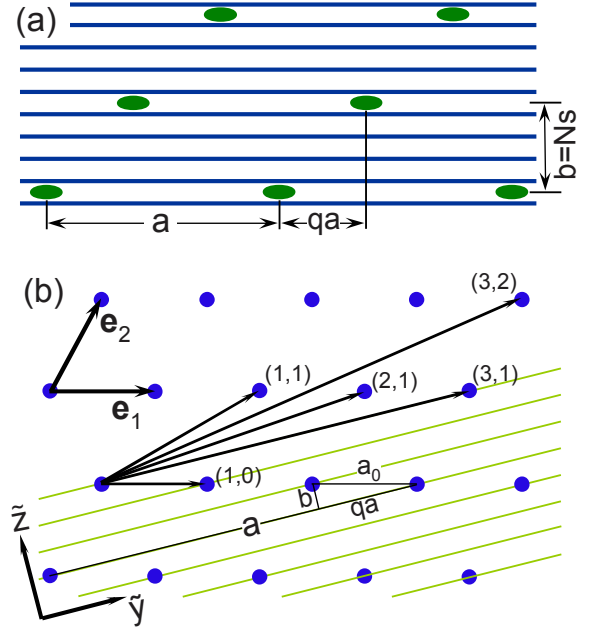 (a)
a
qa
b=Ns
(b)
(3,2)
e₂
(1,1)
(2,1)
(3,1)
e₁
(1,0)
a₀
b
qa
a
z̃
ỹ